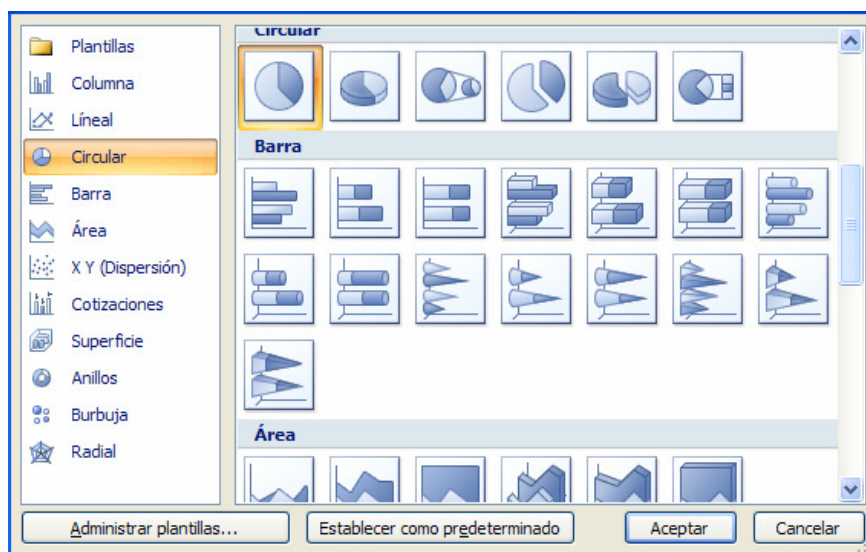 Plantillas
Columna
Líneal
Circular
Barra
Área
X Y (Dispersión)
Cotizaciones
Superficie
Anillos
Burbuja
Radial
Circular
Barra
Área
Administrar plantillas...
Establecer como predeterminado
Aceptar
Cancelar